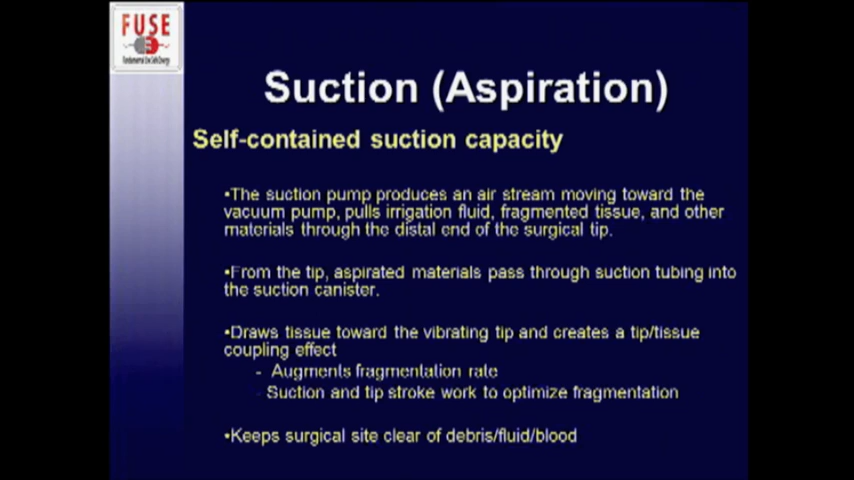 FUSE
Suction (Aspiration)
Self-contained suction capacity
•The suction pump produces an air stream moving toward the
vacuum pump, pulls irrigation fluid, fragmented tissue, and other
materials through the distal end of the surgical tip.
•From the tip, aspirated materials pass through suction tubing into
the suction canister.
•Draws tissue toward the vibrating tip and creates a tip/tissue
coupling effect
- Augments fragmentation rate
- Suction and tip stroke work to optimize fragmentation
•Keeps surgical site clear of debris/fluid/blood